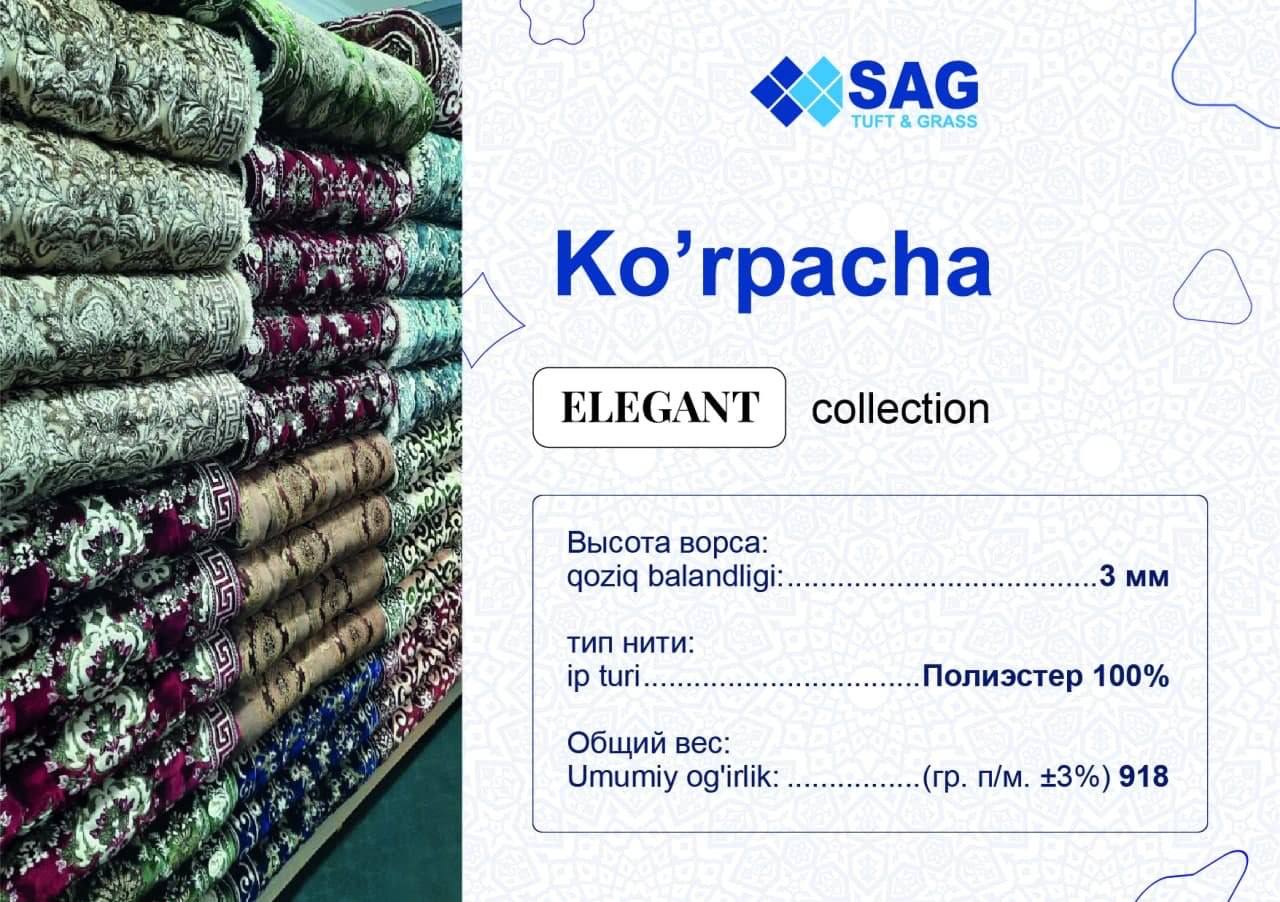 SAG
TUFT & GRASS
Ko’rpacha
ELEGANT collection
Высота ворса:
qoziq balandligi:.....................................3 мм
тип нити:
ip turi.................................Полиэстер 100%
Общий вес:
Umumiy og'irlik: ................(гр. п/м. ±3%) 918